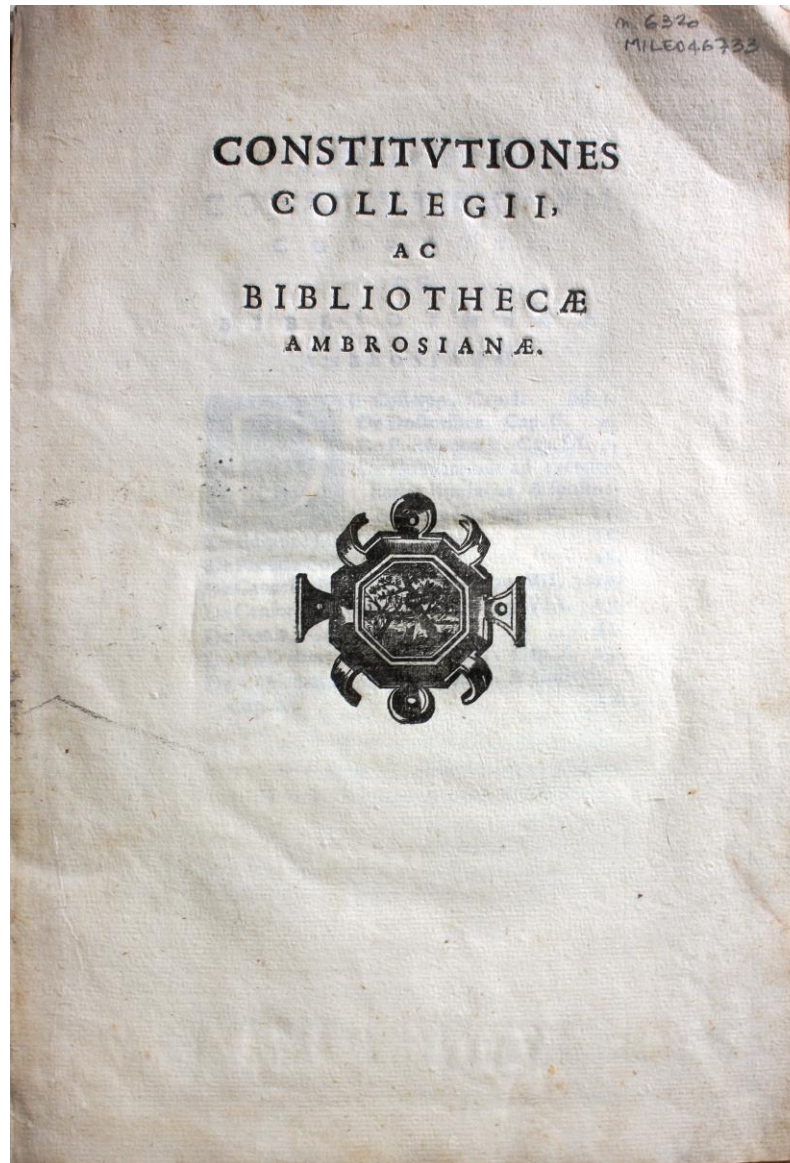 n. 6320
MILE046733
CONSTITVTIONES
COLLEGII,
AC
BIBLIOTHECÆ
AMBROSIANÆ.